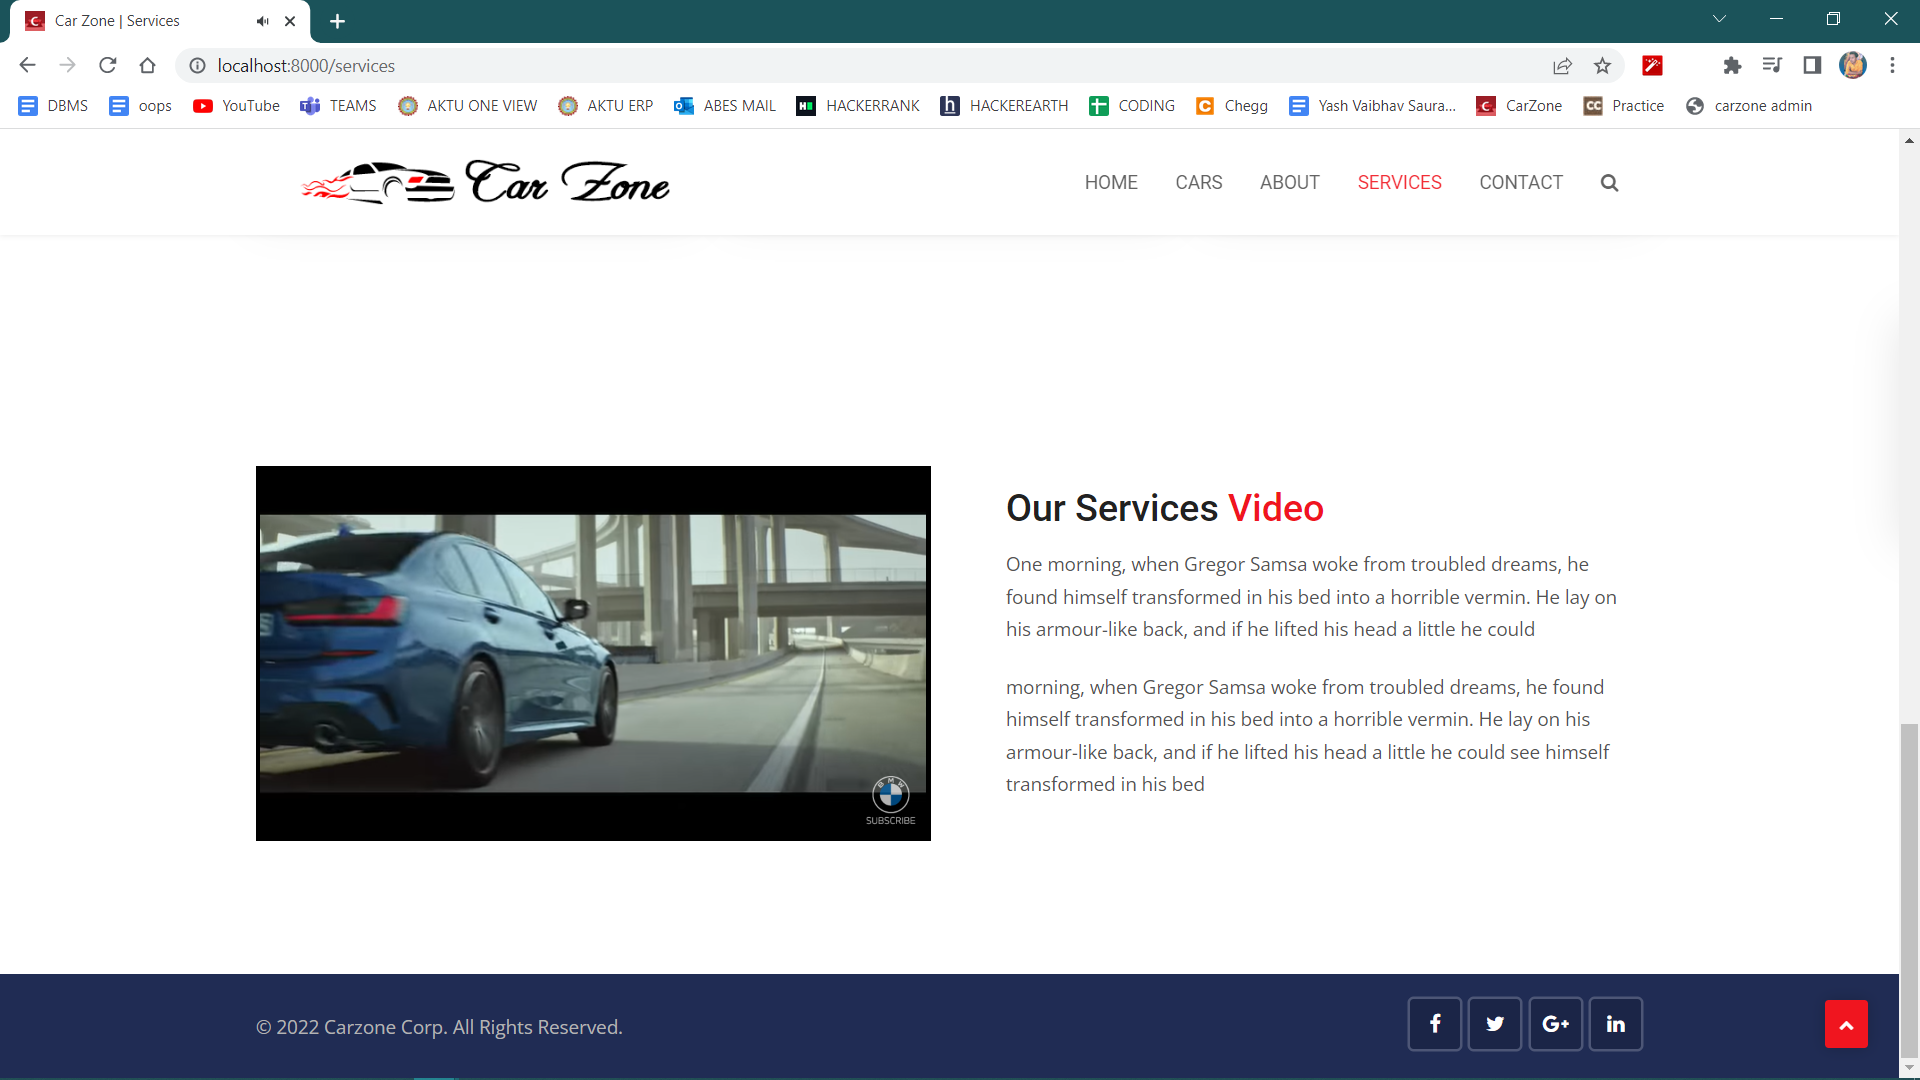 Car Zone | Services
localhost:8000/services
DBMS oops YouTube TEAMS AKTU ONE VIEW AKTU ERP ABES MAIL HACKERRANK HACKEREARTH CODING Chegg Yash Vaibhav Saura... CarZone Practice carzone admin
Car Zone
HOME CARS ABOUT SERVICES CONTACT
Our Services Video
One morning, when Gregor Samsa woke from troubled dreams, he
found himself transformed in his bed into a horrible vermin. He lay on
his armour-like back, and if he lifted his head a little he could
morning, when Gregor Samsa woke from troubled dreams, he found
himself transformed in his bed into a horrible vermin. He lay on his
armour-like back, and if he lifted his head a little he could see himself
transformed in his bed
BMW
SUBSCRIBE
© 2022 Carzone Corp. All Rights Reserved.